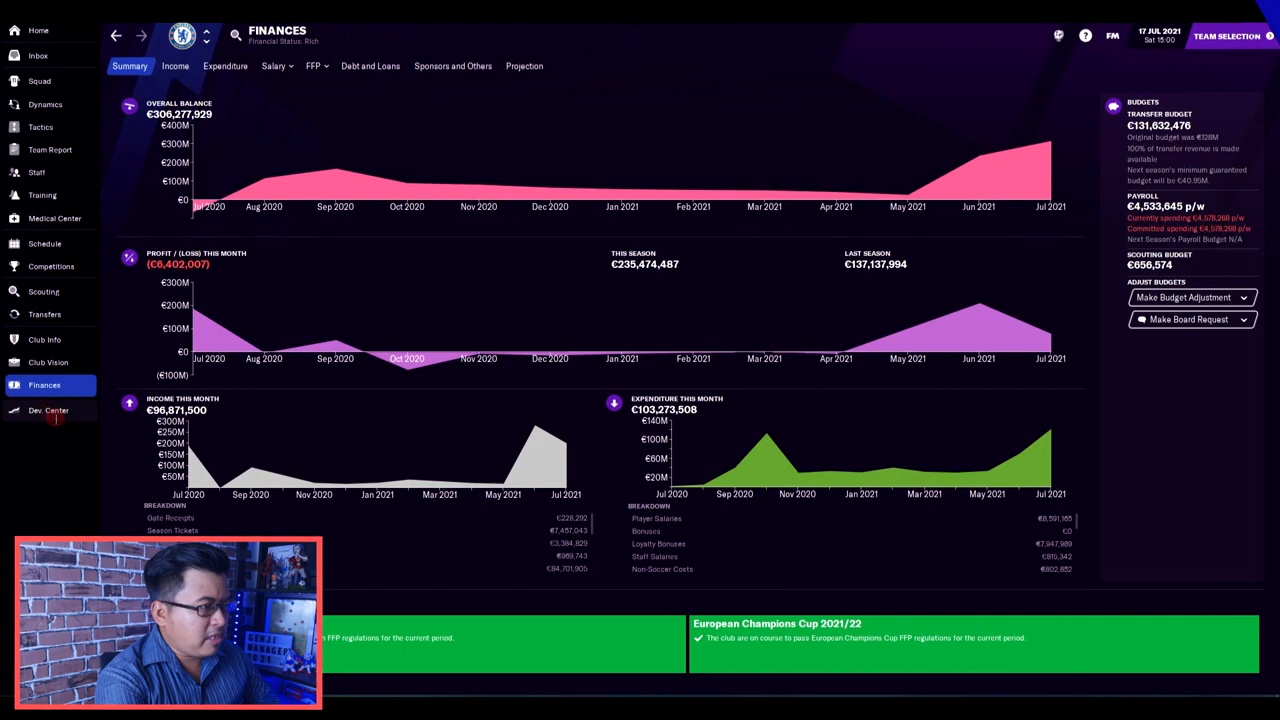 Home
Inbox
Squad
Dynamics
Tactics
Team Report
Staff
Training
Medical Center
Schedule
Competitions
Scouting
Transfers
Club Info
Club Vision
Finances
Dev. Center
FINANCES
Financial Status: Rich
?
FM
17 JUL 2021
Sat 15:00
TEAM SELECTION
Summary
Income
Expenditure
Salary
FFP
Debt and Loans
Sponsors and Others
Projection
OVERALL BALANCE
€306,277,929
€400M
€300M
€200M
€100M
€0
Jul 2020 Aug 2020 Sep 2020 Oct 2020 Nov 2020 Dec 2020 Jan 2021 Feb 2021 Mar 2021 Apr 2021 May 2021 Jun 2021 Jul 2021
PROFIT / (LOSS) THIS MONTH
(€6,402,007)
THIS SEASON
€235,474,487
LAST SEASON
€137,137,994
€300M
€200M
€100M
€0
(€100M)
Jul 2020 Aug 2020 Sep 2020 Oct 2020 Nov 2020 Dec 2020 Jan 2021 Feb 2021 Mar 2021 Apr 2021 May 2021 Jun 2021 Jul 2021
INCOME THIS MONTH
€96,871,500
€300M
€250M
€200M
€150M
€100M
€50M
Jul 2020 Sep 2020 Nov 2020 Jan 2021 Mar 2021 May 2021 Jul 2021
BREAKDOWN
Gate Receipts €228,292
Season Tickets €7,457,043
€3,384,829
€969,743
€84,701,905
EXPENDITURE THIS MONTH
€103,273,508
€140M
€100M
€60M
€20M
Jul 2020 Sep 2020 Nov 2020 Jan 2021 Mar 2021 May 2021 Jul 2021
BREAKDOWN
Player Salaries €8,591,165
Bonuses €0
Loyalty Bonuses €7,947,989
Staff Salaries €815,342
Non-Soccer Costs €802,852
BUDGETS
TRANSFER BUDGET
€131,632,476
Original budget was €128M
100% of transfer revenue is made
available
Next season's minimum guaranteed
budget will be €40.95M.
PAYROLL
€4,533,645 p/w
Currently spending €4,578,268 p/w
Committed spending €4,578,268 p/w
Next Season's Payroll Budget N/A
SCOUTING BUDGET
€656,574
ADJUST BUDGETS
Make Budget Adjustment
Make Board Request
FFP regulations for the current period.
European Champions Cup 2021/22
The club are on course to pass European Champions Cup FFP regulations for the current period.
GENJI
MANAGER